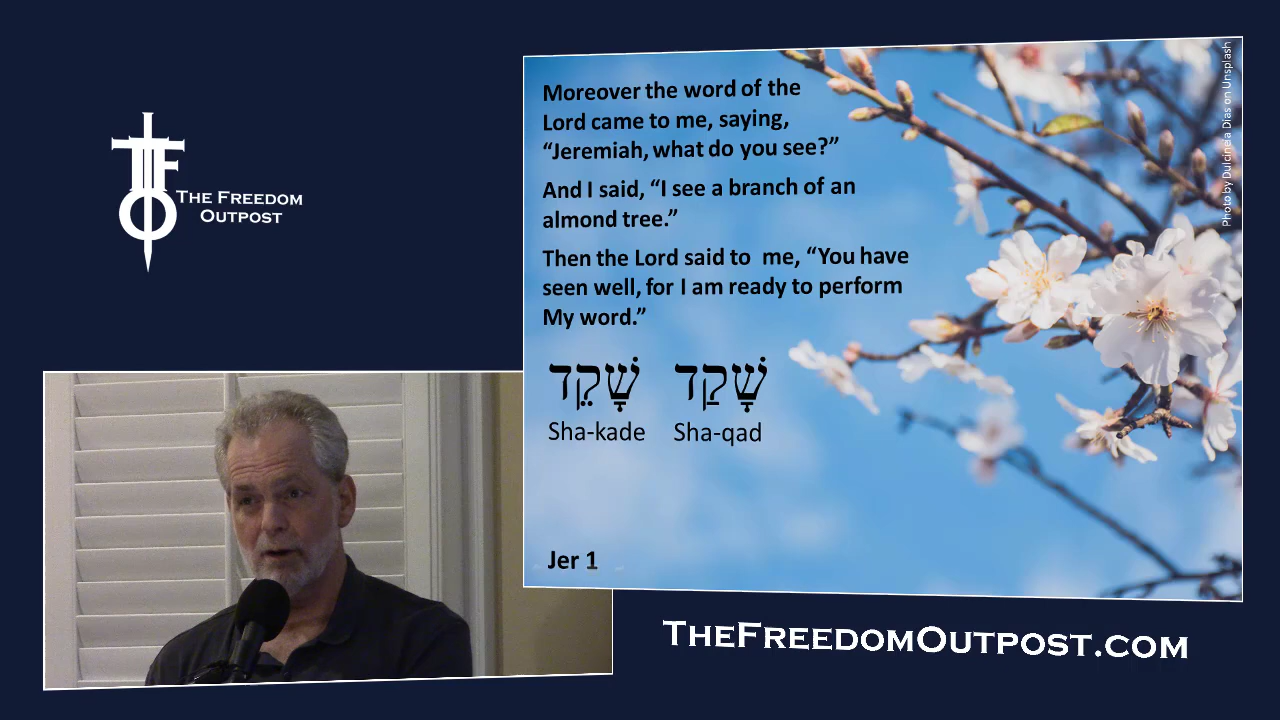 The Freedom
Outpost
Moreover the word of the
Lord came to me, saying,
“Jeremiah, what do you see?”
And I said, “I see a branch of an
almond tree.”
Then the Lord said to me, “You have
seen well, for I am ready to perform
My word.”
שָׁקֵד שָׁקַד
Sha-kade Sha-qad
Jer 1
Photo by Dulcineia Dias on Unsplash
TheFreedomOutpost.com